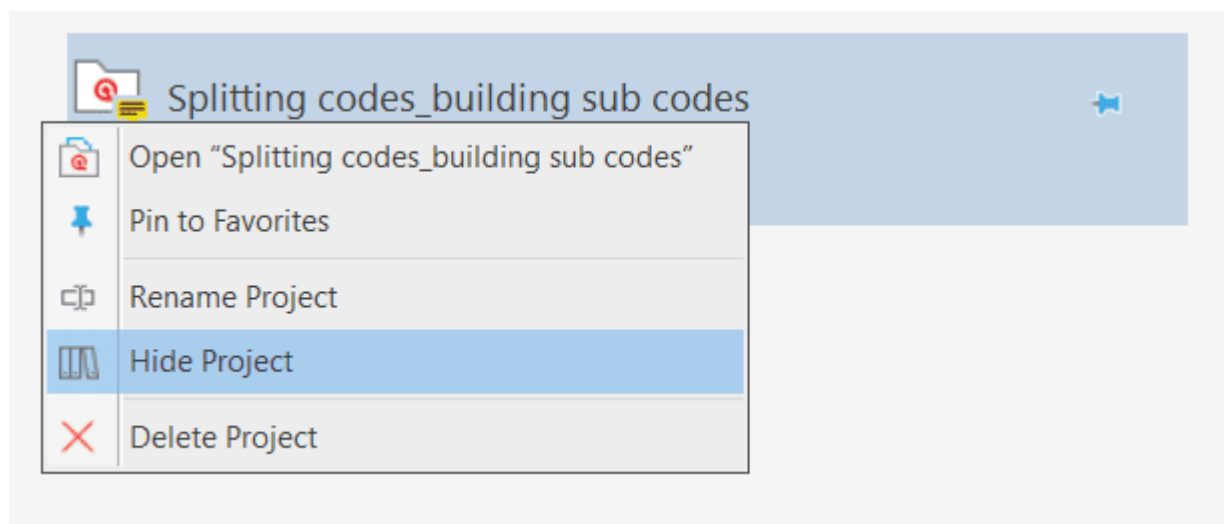 Splitting codes_building sub codes
Open “Splitting codes_building sub codes”
Pin to Favorites
Rename Project
Hide Project
Delete Project